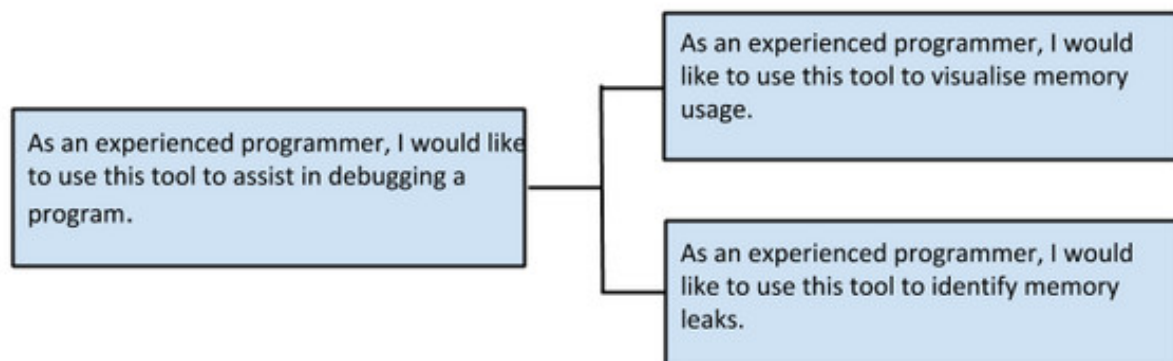 As an experienced programmer, I would like
to use this tool to assist in debugging a
program.
As an experienced programmer, I would
like to use this tool to visualise memory
usage.
As an experienced programmer, I would
like to use this tool to identify memory
leaks.